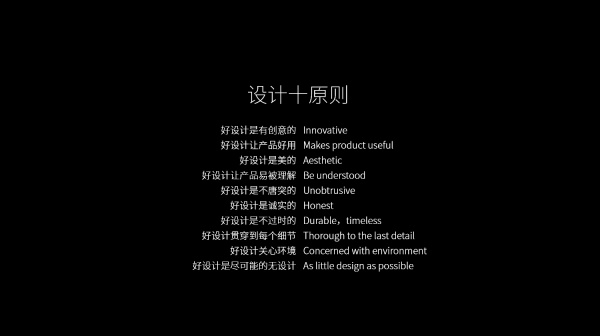 设计十原则
好设计是有创意的 Innovative
好设计让产品好用 Makes product useful
好设计是美的 Aesthetic
好设计让产品易被理解 Be understood
好设计是不唐突的 Unobtrusive
好设计是诚实的 Honest
好设计是不过时的 Durable，timeless
好设计贯穿到每个细节 Thorough to the last detail
好设计关心环境 Concerned with environment
好设计是尽可能的无设计 As little design as possible